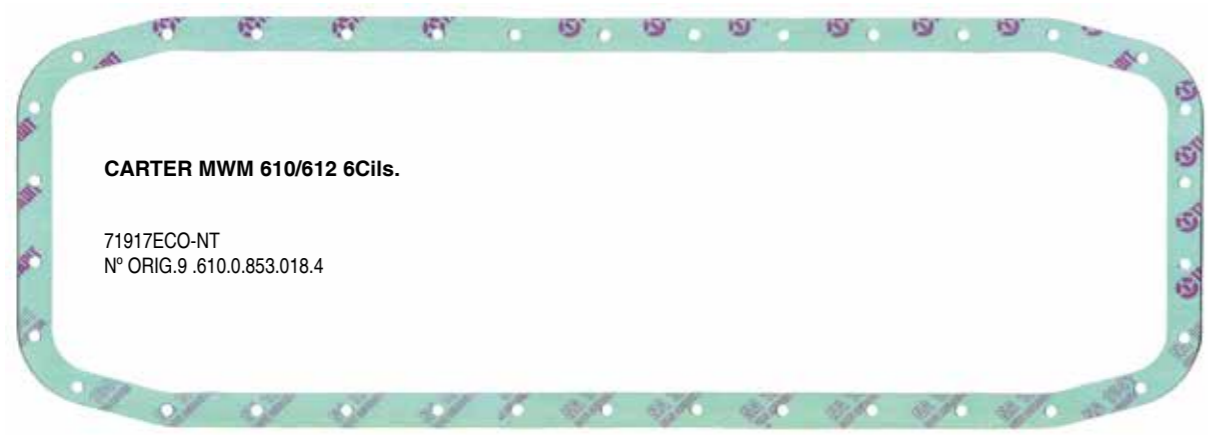 CARTER MWM 610/612 6Cils.
71917ECO-NT
Nº ORIG.9 .610.0.853.018.4